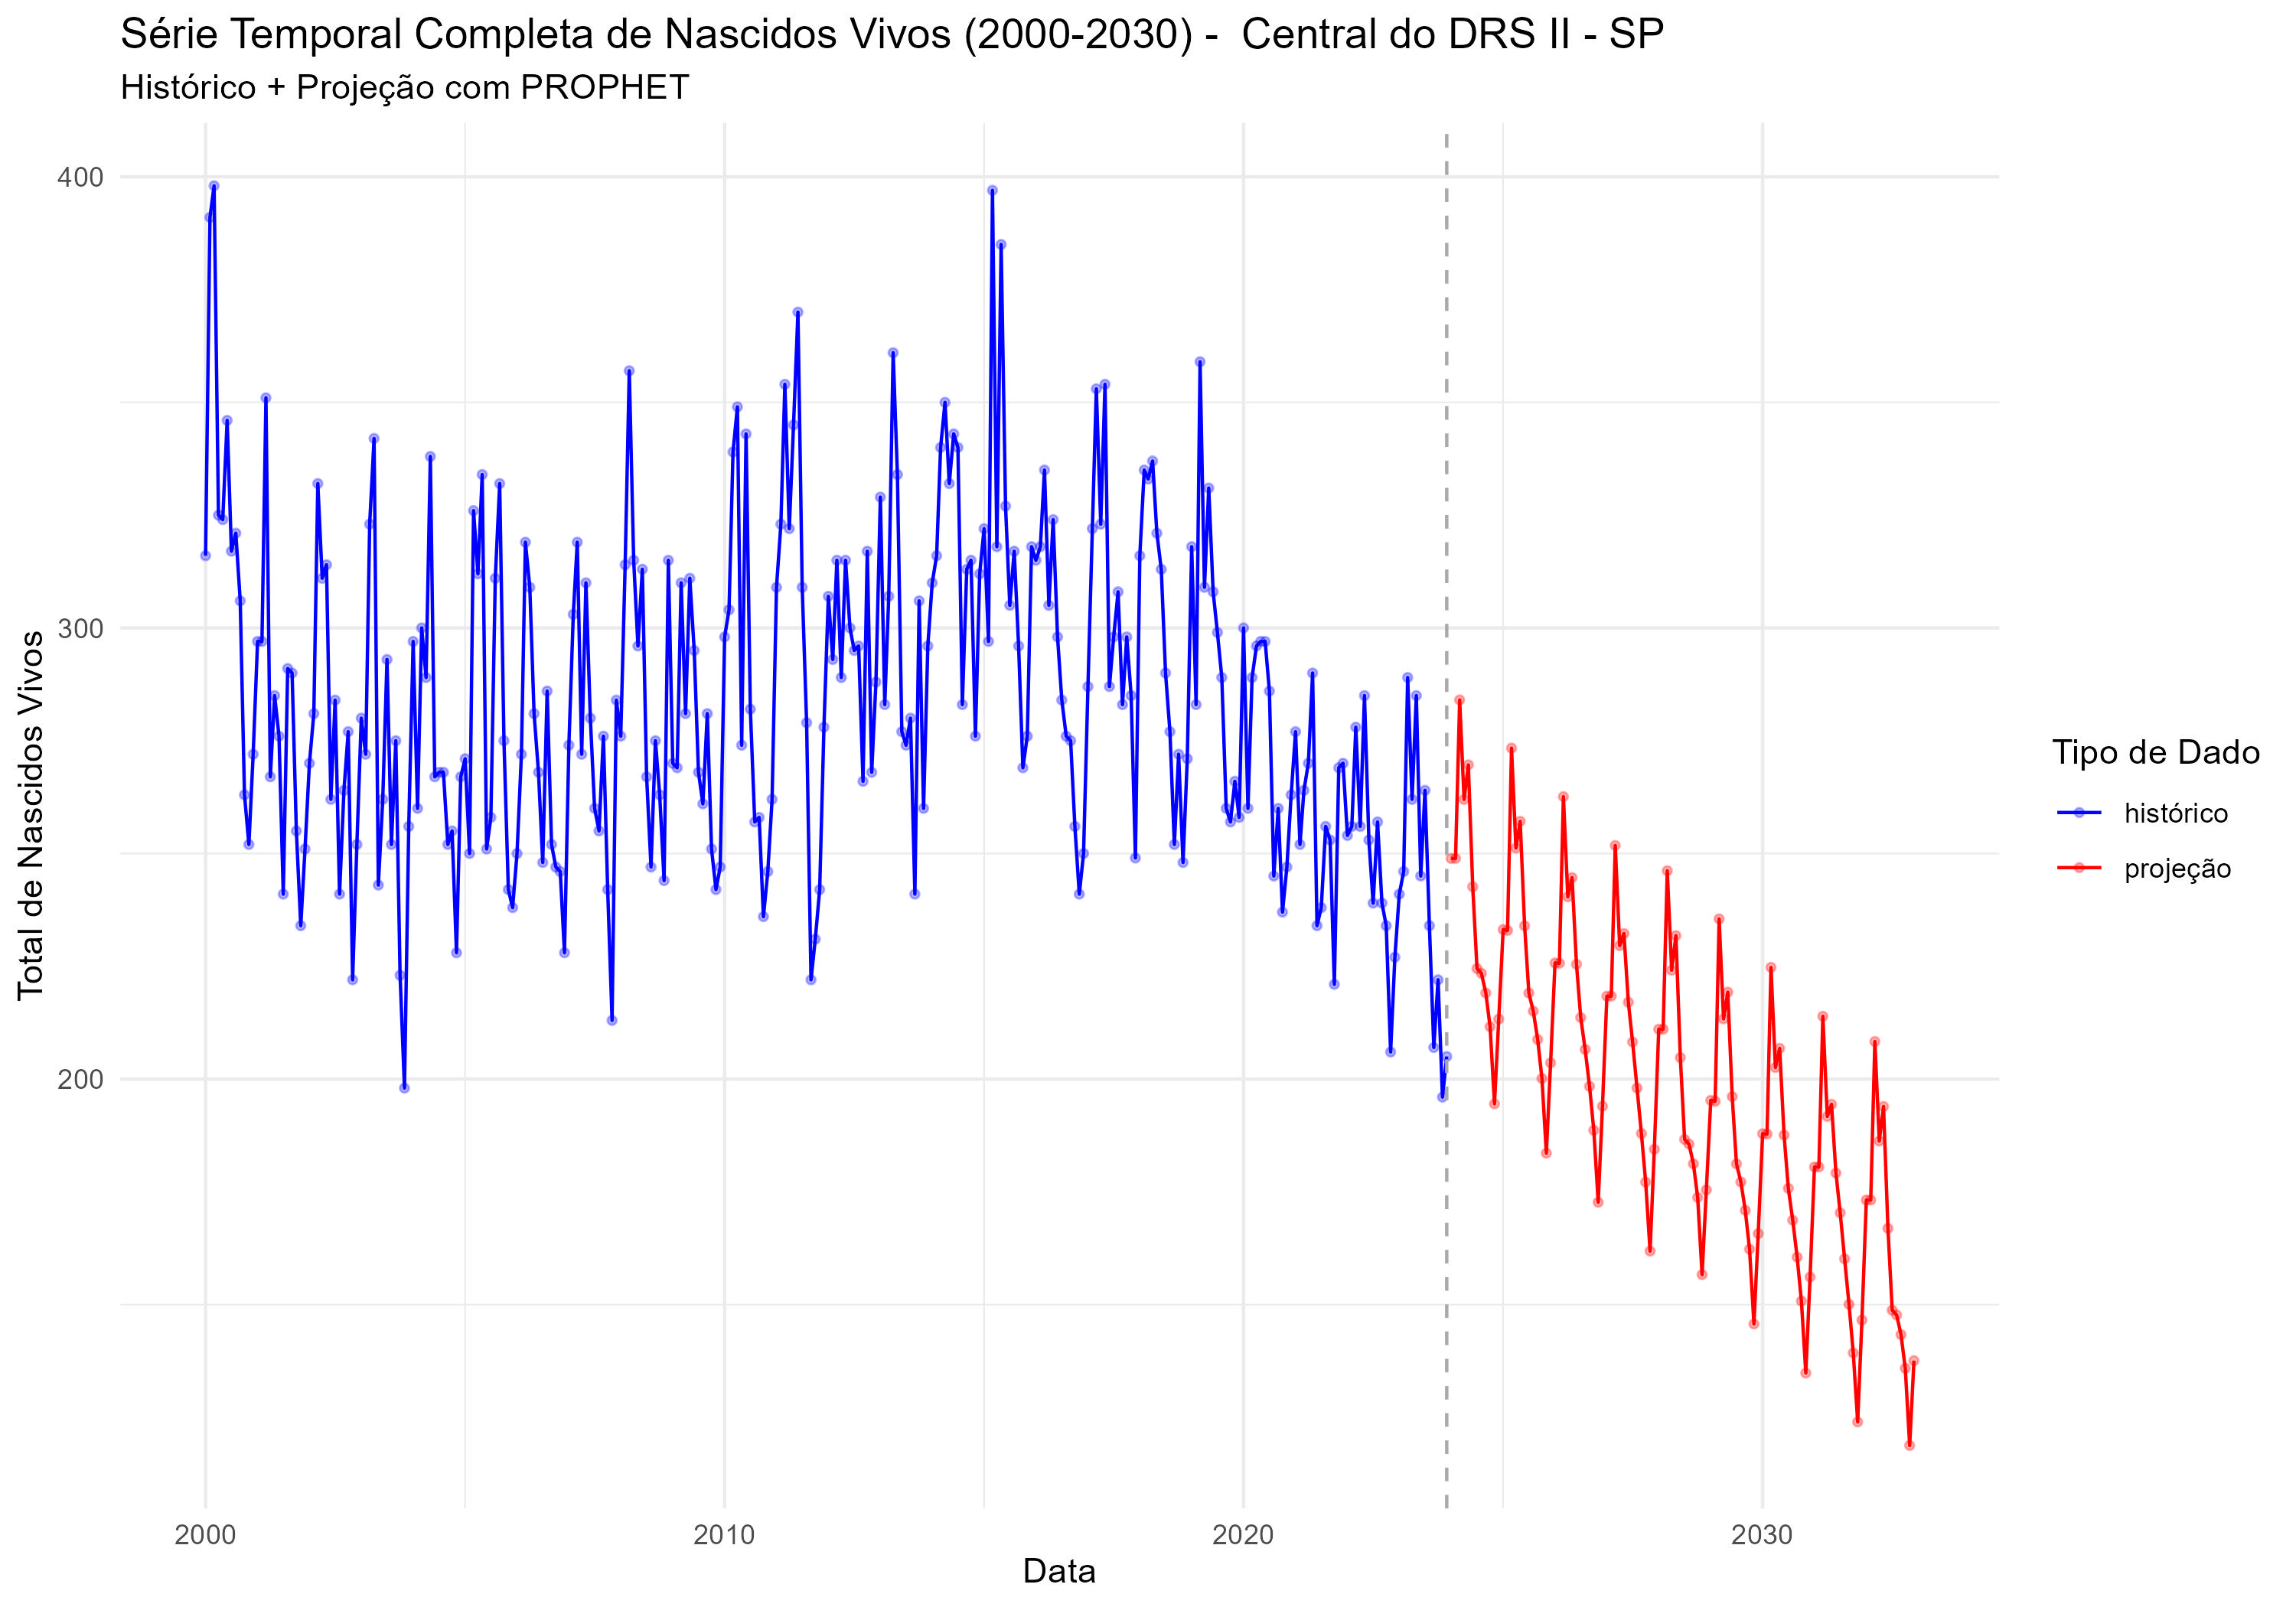 Série Temporal Completa de Nascidos Vivos (2000-2030) -  Central do DRS II - SP
Histórico + Projeção com PROPHET
400
300
200
Total de Nascidos Vivos
2000
2010
2020
2030
Data
Tipo de Dado
histórico
projeção